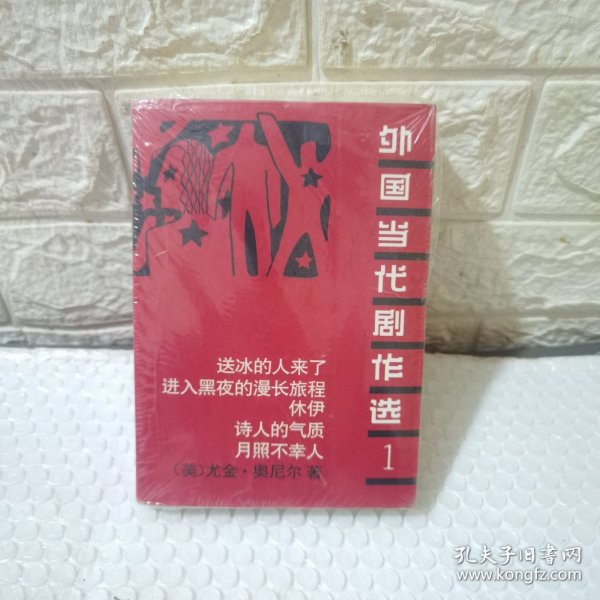 外国当代剧作选1
送冰的人来了
进入黑夜的漫长旅程
休伊
诗人的气质
月照不幸人
〔美〕尤金·奥尼尔 著
孔夫子旧书网
www.kongfz.com